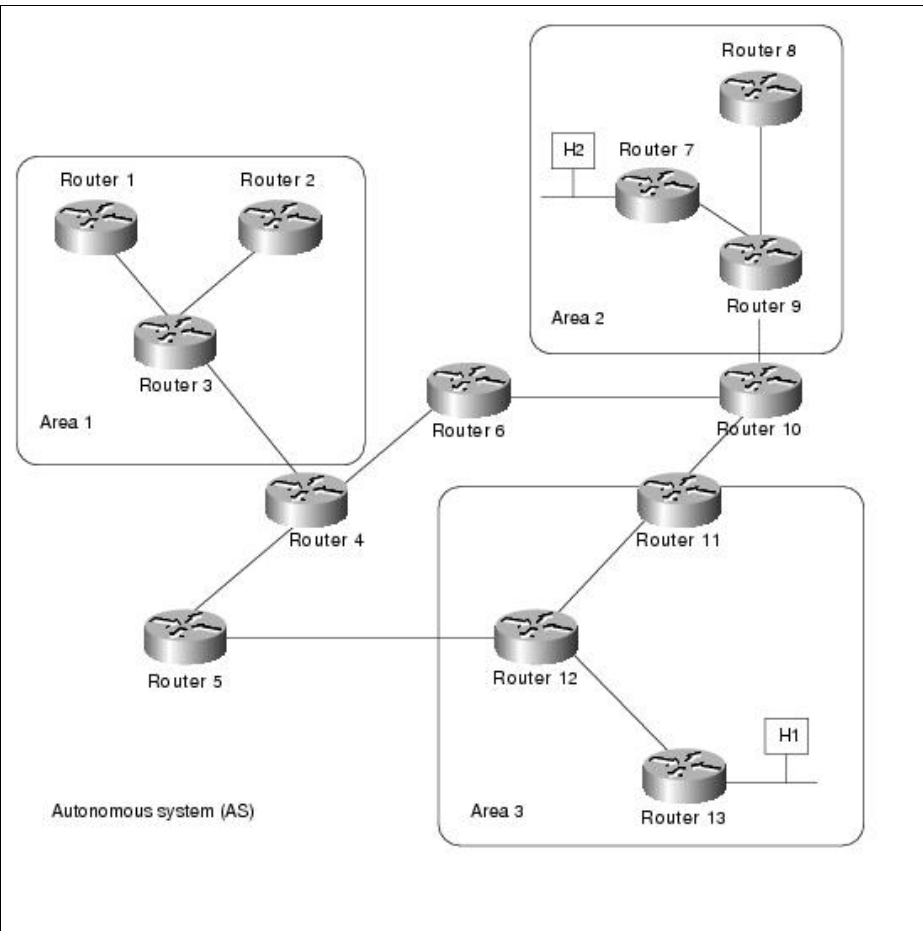 Router 8
H2
Router 7
Router 1
Router 2
Router 9
Area 2
Router 3
Area 1
Router 6
Router 10
Router 4
Router 11
Router 5
Router 12
H1
Autonomous system (AS)
Area 3
Router 13